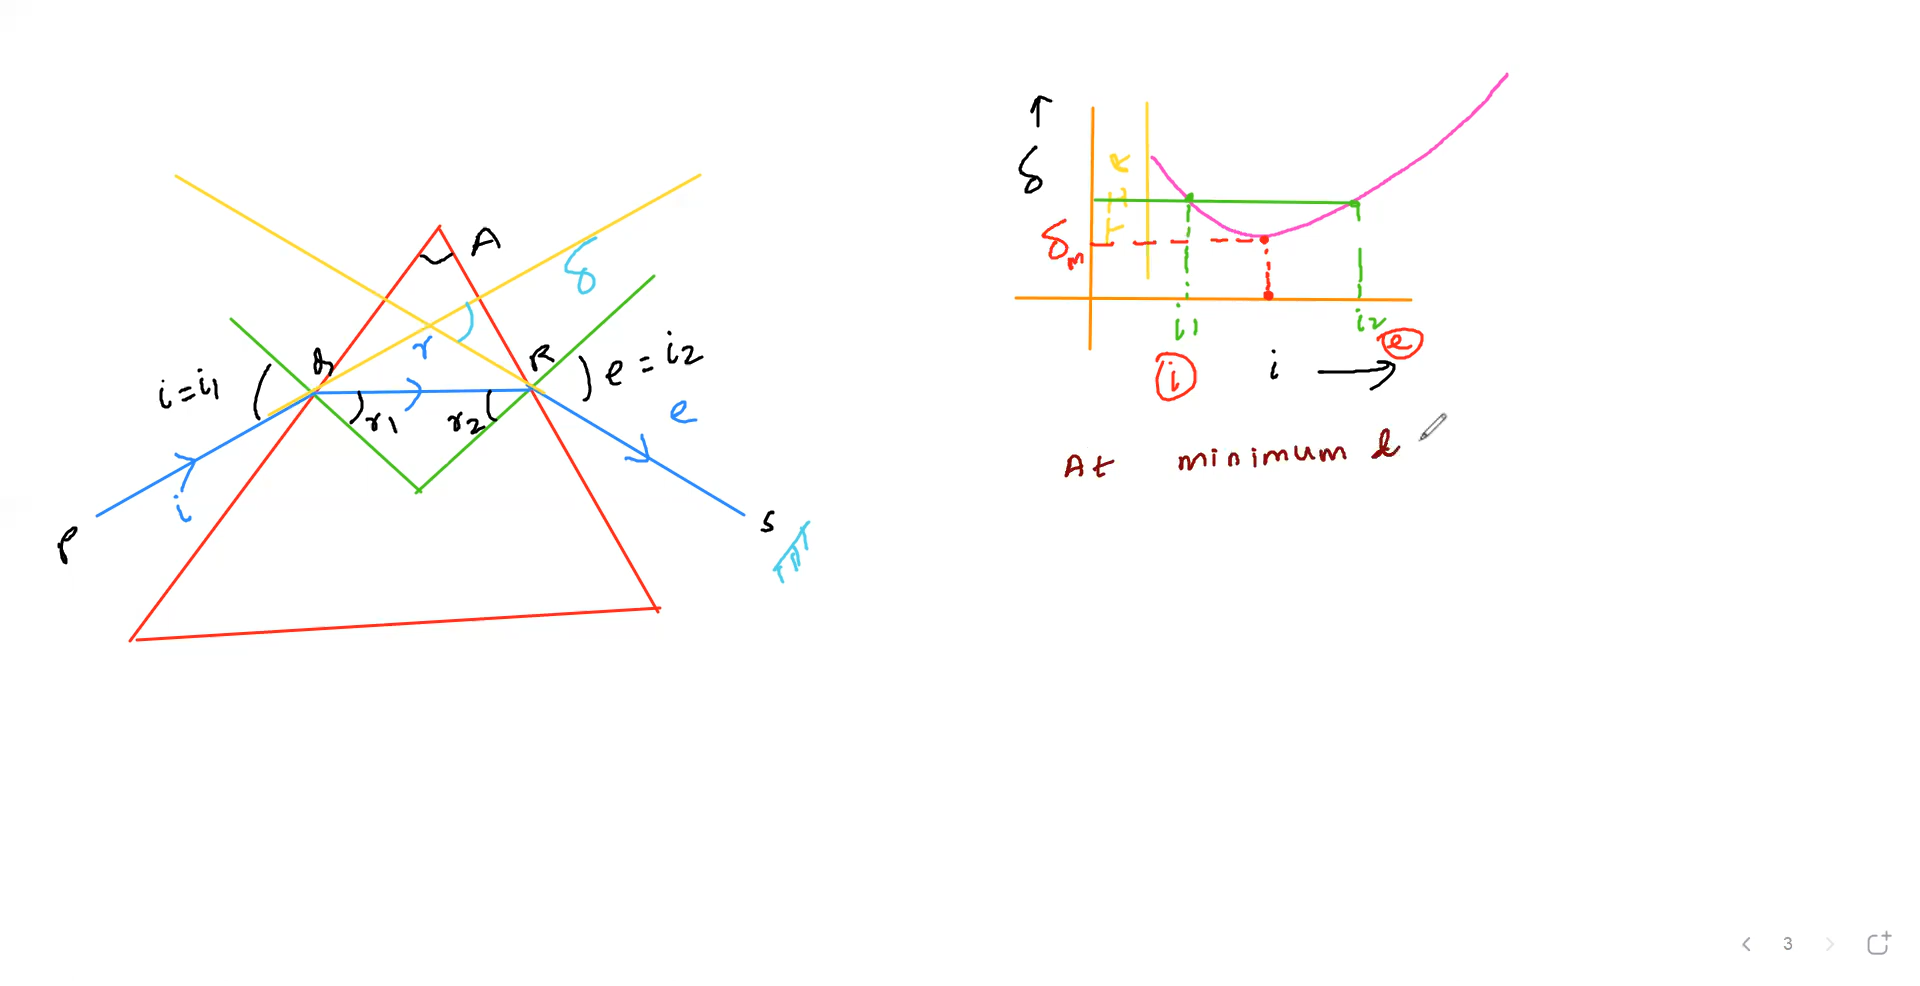 A
δ
r
Q
R
i = i1
e = i2
r1
r2
e
i
P
S
↑
δ
δm
i1
i2
e
i
i →
At minimum d
3